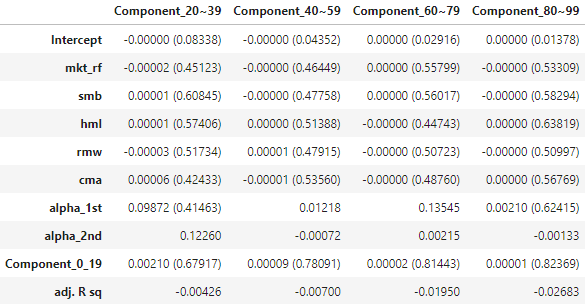 Component_20~39 Component_40~59 Component_60~79 Component_80~99
Intercept -0.00000 (0.08338) -0.00000 (0.04352) 0.00000 (0.02916) 0.00000 (0.01378)
mkt_rf -0.00002 (0.45123) -0.00000 (0.46449) 0.00000 (0.55799) -0.00000 (0.53309)
smb 0.00001 (0.60845) -0.00000 (0.47758) 0.00000 (0.56017) -0.00000 (0.58294)
hml 0.00001 (0.57406) 0.00000 (0.51388) -0.00000 (0.44743) 0.00000 (0.63819)
rmw -0.00003 (0.51734) 0.00001 (0.47915) -0.00000 (0.50723) -0.00000 (0.50997)
cma 0.00006 (0.42433) -0.00001 (0.53560) -0.00000 (0.48760) 0.00000 (0.56769)
alpha_1st 0.09872 (0.41463) 0.01218 0.13545 0.00210 (0.62415)
alpha_2nd 0.12260 -0.00072 0.00215 -0.00133
Component_0_19 0.00210 (0.67917) 0.00009 (0.78091) 0.00002 (0.81443) 0.00001 (0.82369)
adj. R sq -0.00426 -0.00700 -0.01950 -0.02683